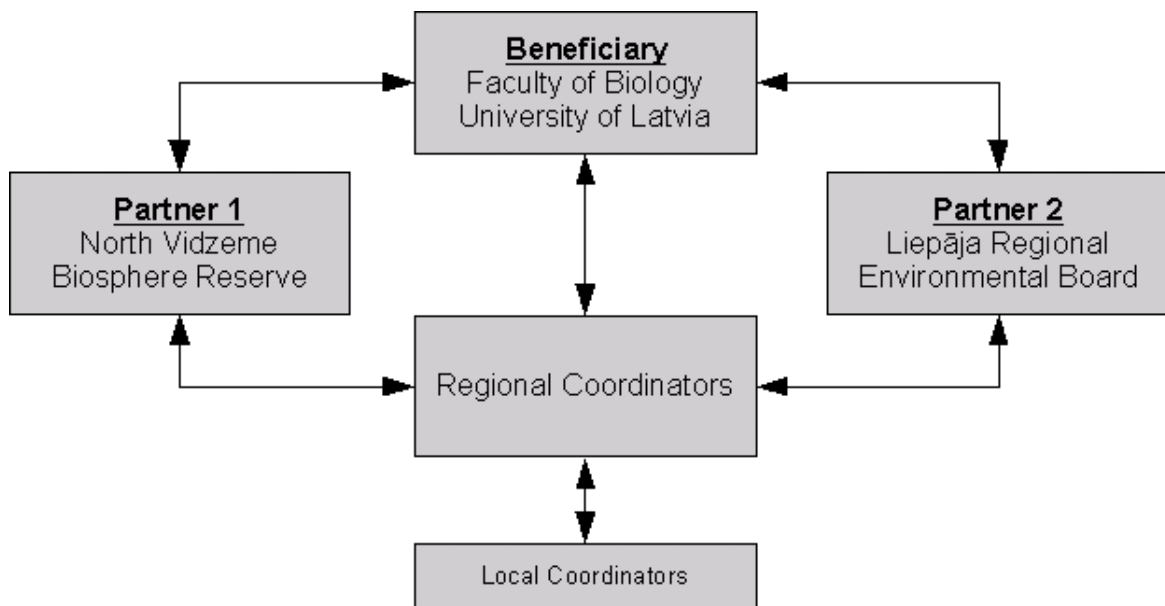 Beneficiary
Faculty of Biology
University of Latvia
Partner 1
North Vidzeme
Biosphere Reserve
Partner 2
Liepāja Regional
Environmental Board
Regional Coordinators
Local Coordinators